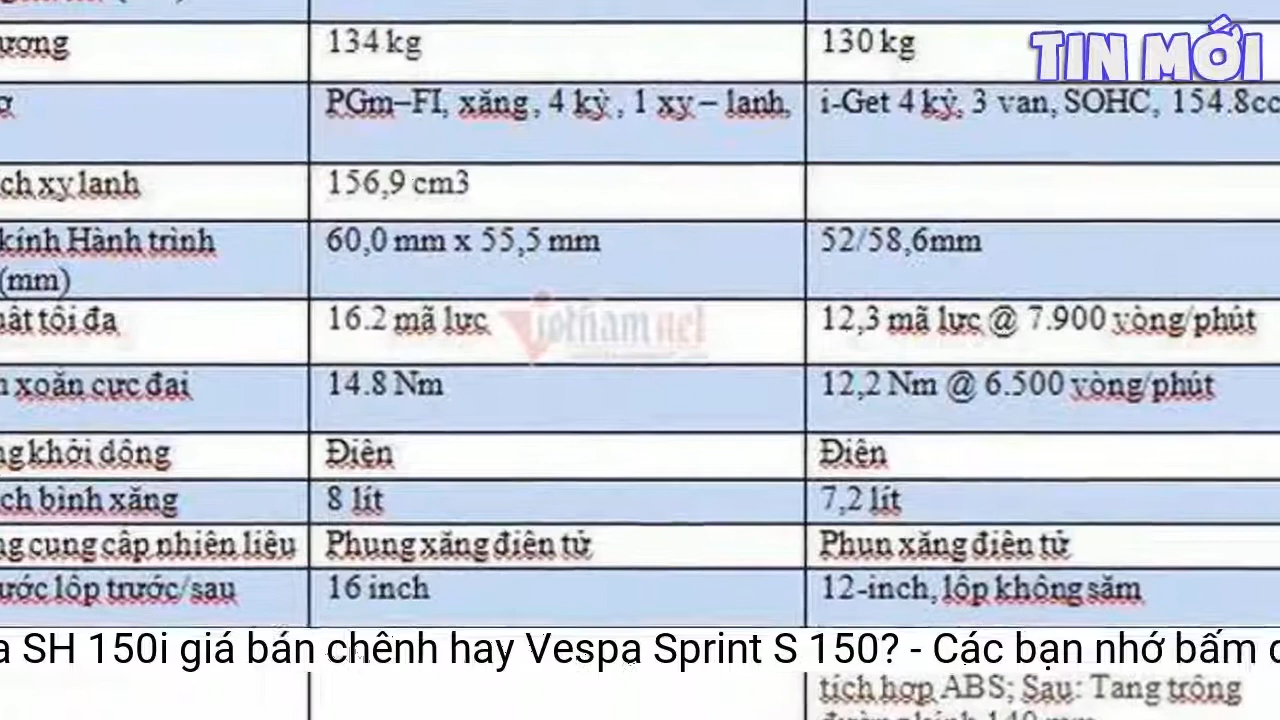 TIN MỚI
ượng 134 kg 130 kg
PGm–FI, xăng, 4 kỳ, 1 xy – lanh, i-Get 4 kỳ, 3 van, SOHC, 154.8cc
ch xy lanh 156,9 cm3
kính Hành trình 60,0 mm x 55,5 mm 52/58,6mm
(mm)
uất tối đa 16.2 mã lực 12,3 mã lực @ 7.900 vòng/phút
n xoắn cực đại 14.8 Nm 12,2 Nm @ 6.500 vòng/phút
ng khởi động Điện Điện
ch bình xăng 8 lít 7,2 lít
ng cung cấp nhiên liệu Phung xăng điện tử Phun xăng điện tử
ước lốp trước/sau 16 inch 12-inch, lốp không săm
a SH 150i giá bán chênh hay Vespa Sprint S 150? - Các bạn nhớ bấm
tích hợp ABS; Sau: Tang trống